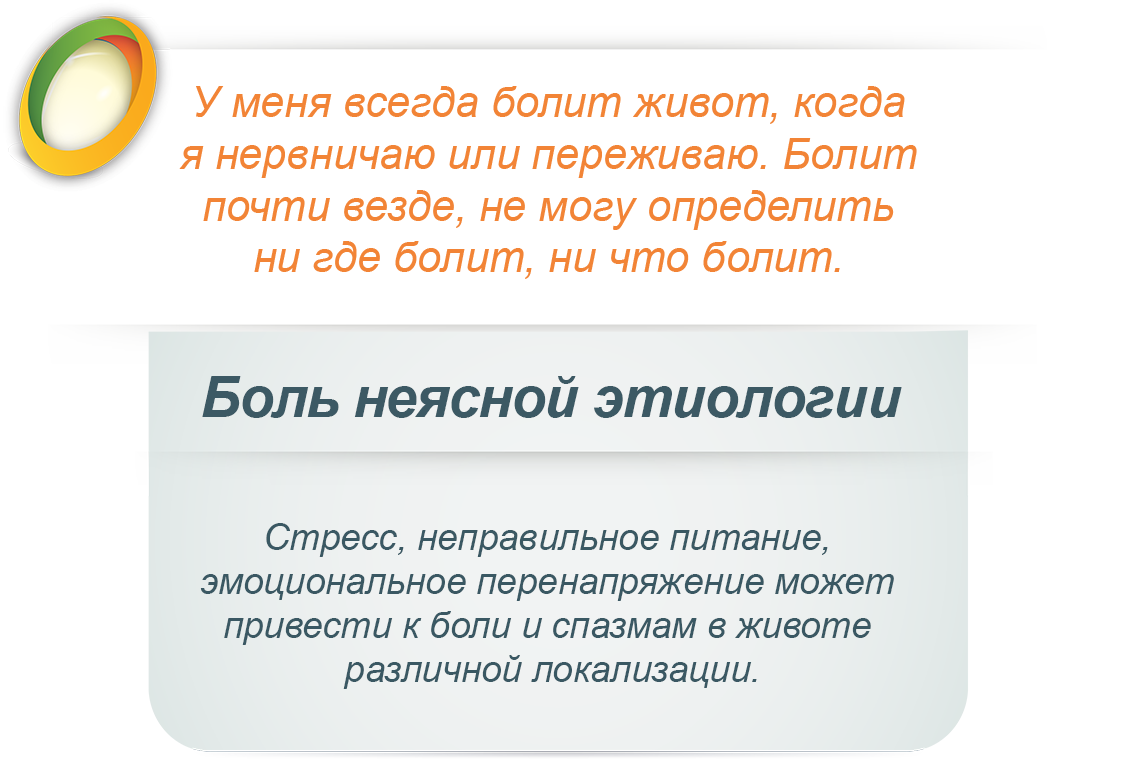 У меня всегда болит живот, когда
я нервничаю или переживаю. Болит
почти везде, не могу определить
ни где болит, ни что болит.
Боль неясной этиологии
Стресс, неправильное питание,
эмоциональное перенапряжение может
привести к боли и спазмам в животе
различной локализации.